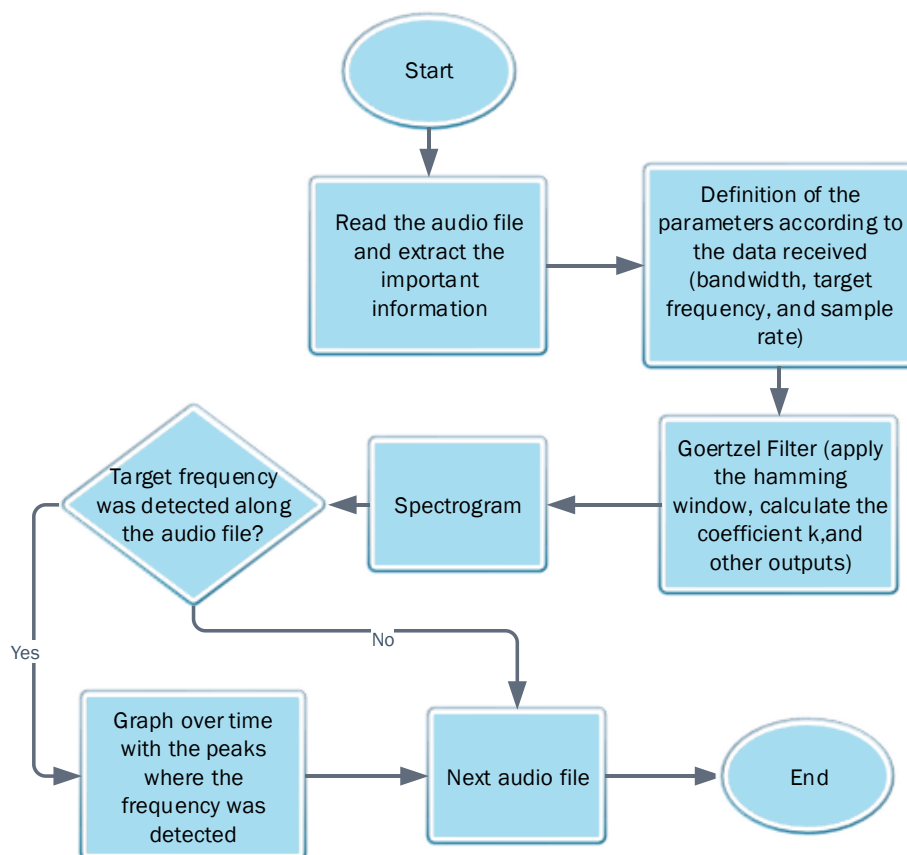 Start
Read the audio file
and extract the
important
information
Definition of the
parameters according to
the data received
(bandwidth, target
frequency, and sample
rate)
Goertzel Filter (apply
the hamming
window, calculate the
coefficient k,and
other outputs)
Spectrogram
Target frequency
was detected along
the audio file?
Yes
No
Graph over time
with the peaks
where the
frequency was
detected
Next audio file
End